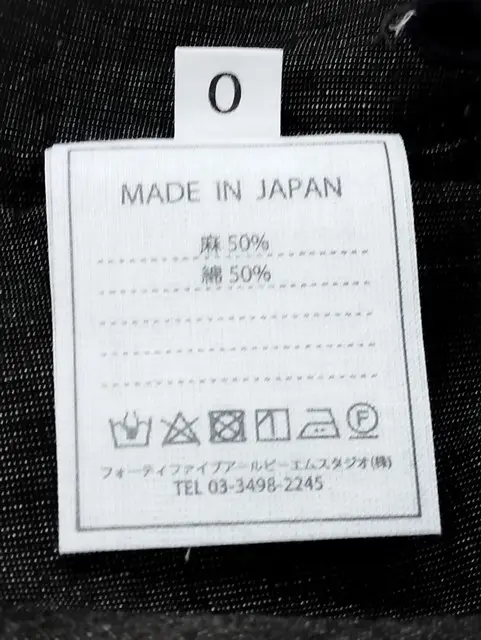 0
MADE IN JAPAN
麻 50%
綿 50%
フォーティファイブアールピーエムスタジオ(株)
TEL 03-3498-2245